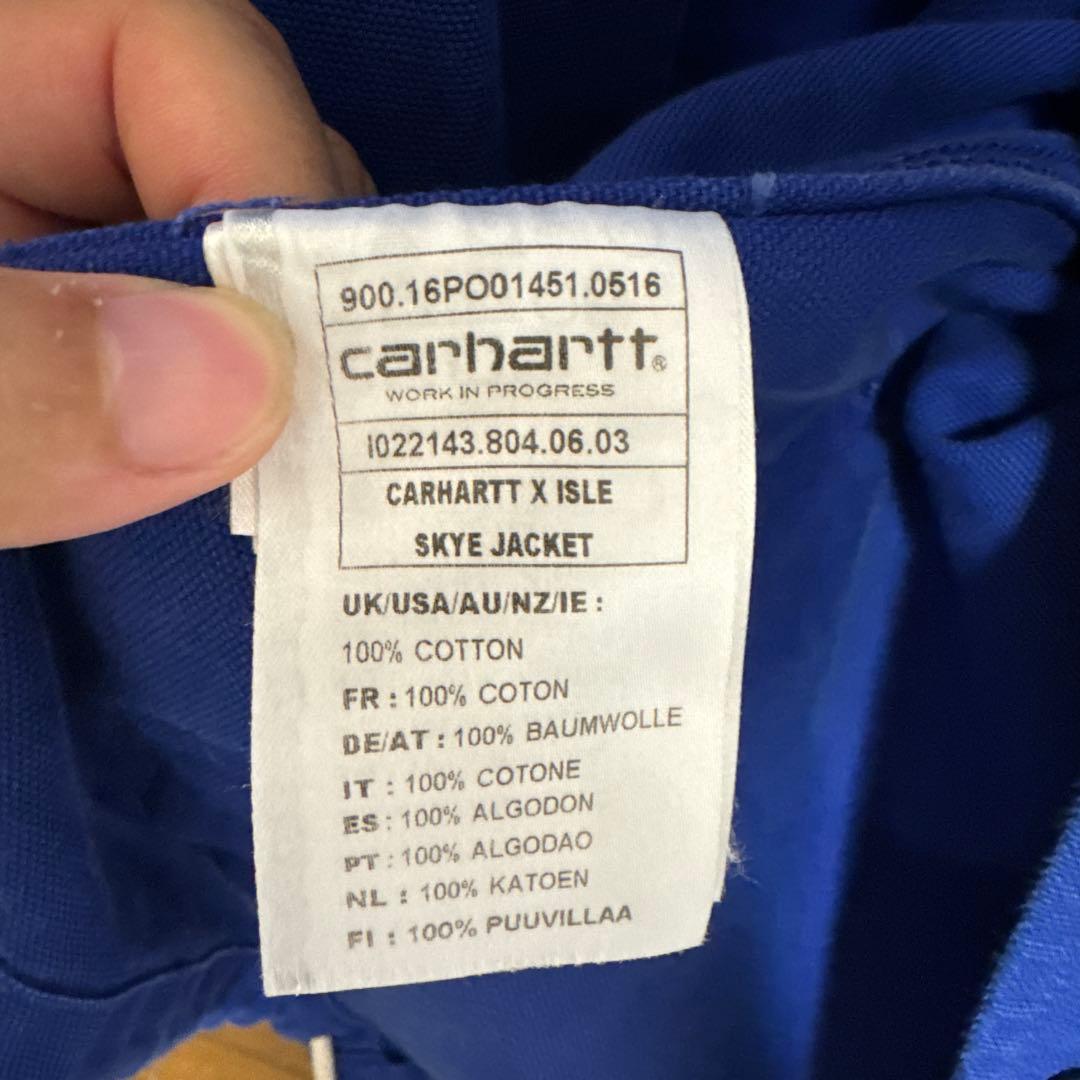 900.16PO01451.0516
carhartt®
WORK IN PROGRESS
I022143.804.06.03
CARHARTT X ISLE
SKYE JACKET
UK/USA/AU/NZ/IE :
100% COTTON
FR : 100% COTON
DE/AT : 100% BAUMWOLLE
IT : 100% COTONE
ES : 100% ALGODON
PT : 100% ALGODAO
NL : 100% KATOEN
FI : 100% PUUVILLAA